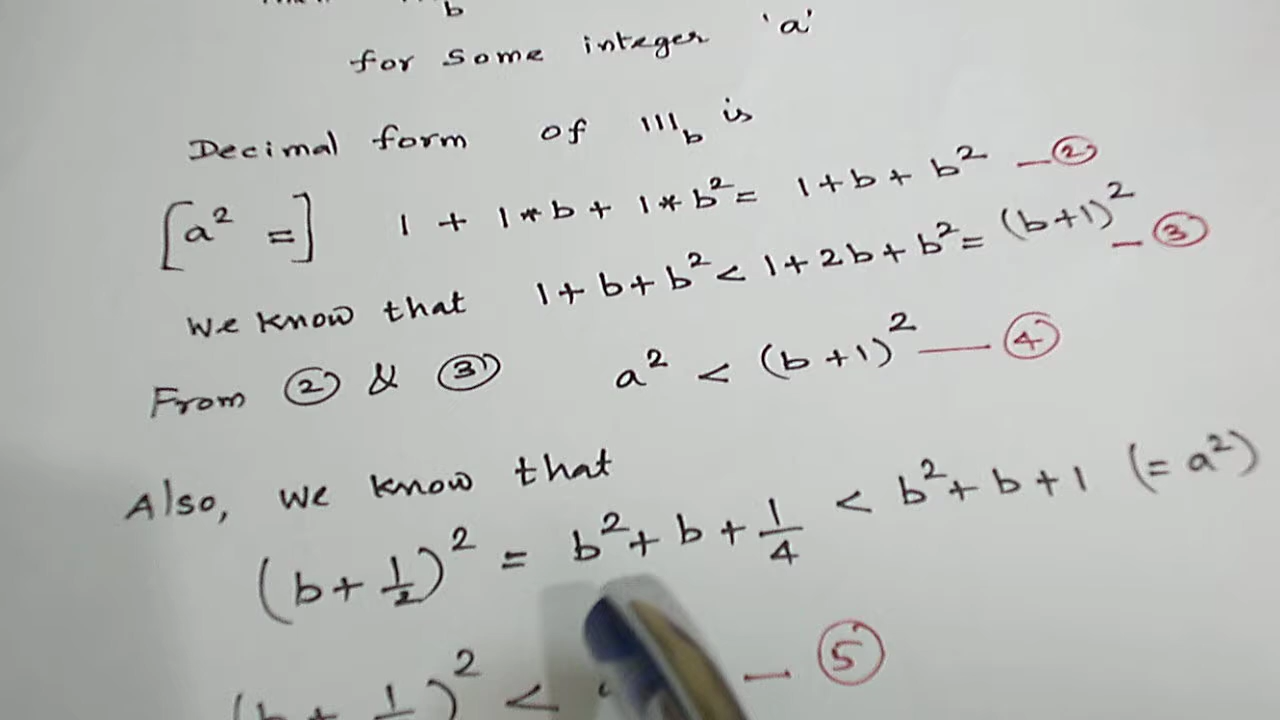 b
for some integer 'a'
Decimal form of 111_b is
[a² =] 1 + 1*b + 1*b² = 1+b+b² — ②
We know that 1+b+b² < 1+2b+b² = (b+1)² — ③
From ② & ③ a² < (b+1)² — ④
Also, we know that
(b+1/2)² = b²+b+1/4 < b²+b+1 (=a²)
(b+1/)² < — ⑤